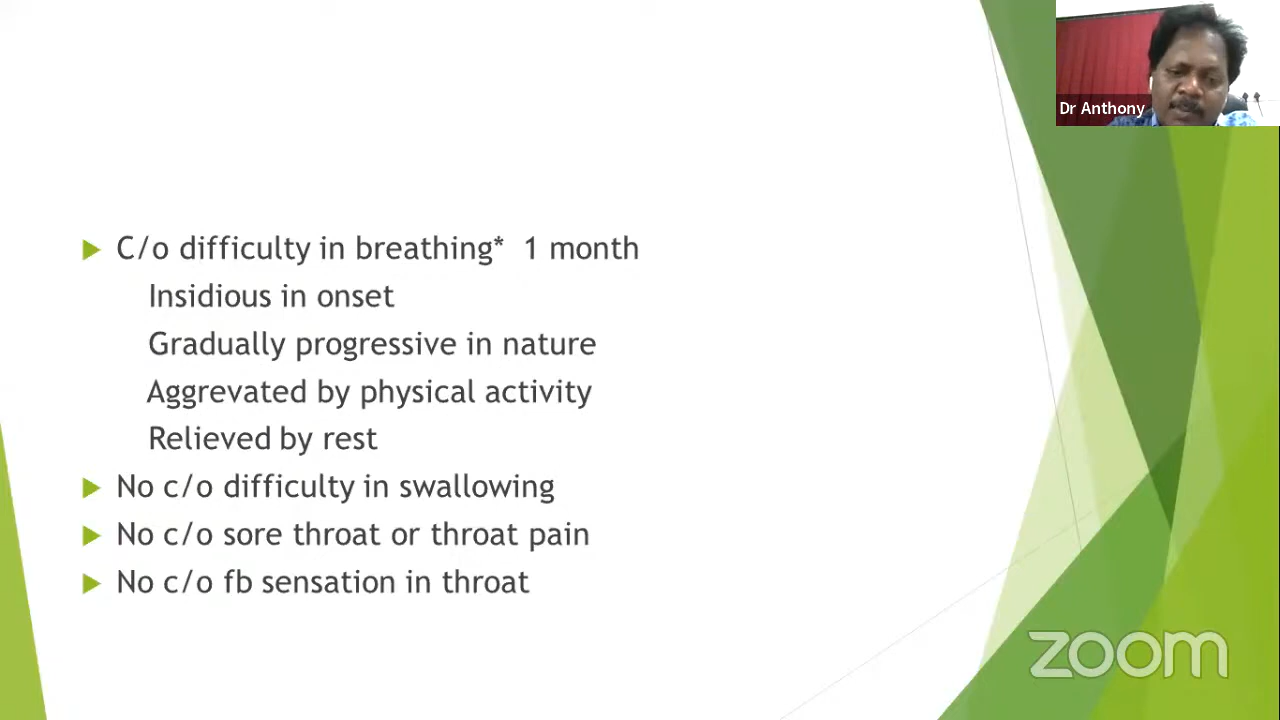 Dr Anthony
C/o difficulty in breathing* 1 month
Insidious in onset
Gradually progressive in nature
Aggrevated by physical activity
Relieved by rest
No c/o difficulty in swallowing
No c/o sore throat or throat pain
No c/o fb sensation in throat
zoom